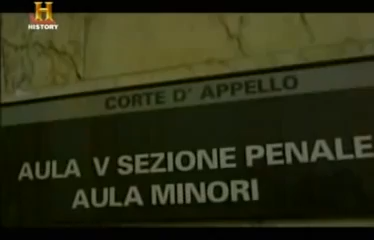 H
HISTORY
CORTE D' APPELLO
AULA V SEZIONE PENALE
AULA MINORI